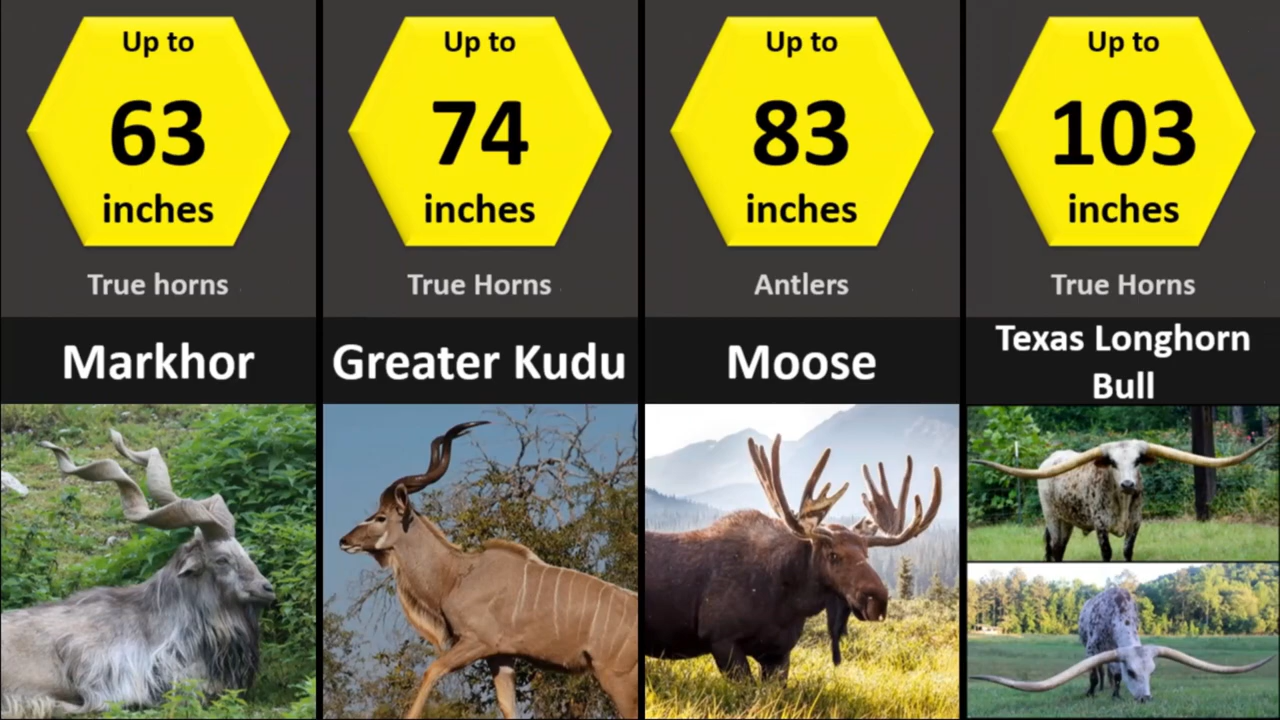 Up to
63
inches
True horns
Markhor
Up to
74
inches
True Horns
Greater Kudu
Up to
83
inches
Antlers
Moose
Up to
103
inches
True Horns
Texas Longhorn
Bull